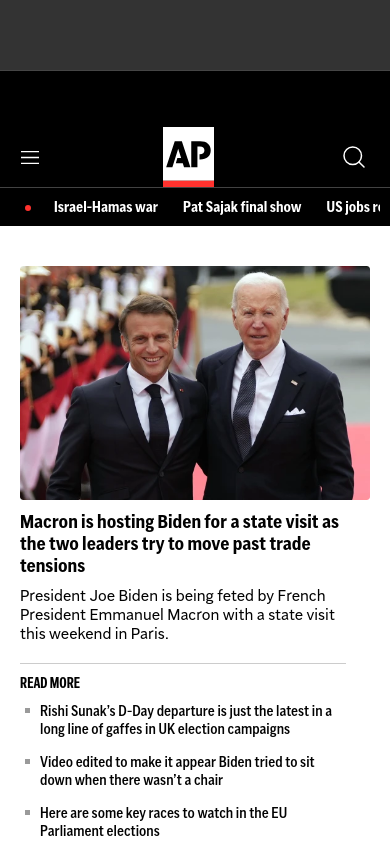 AP
Israel-Hamas war
Pat Sajak final show
US jobs
Macron is hosting Biden for a state visit as
the two leaders try to move past trade
tensions
President Joe Biden is being feted by French
President Emmanuel Macron with a state visit
this weekend in Paris.
READ MORE
Rishi Sunak’s D-Day departure is just the latest in a
long line of gaffes in UK election campaigns
Video edited to make it appear Biden tried to sit
down when there wasn’t a chair
Here are some key races to watch in the EU
Parliament elections